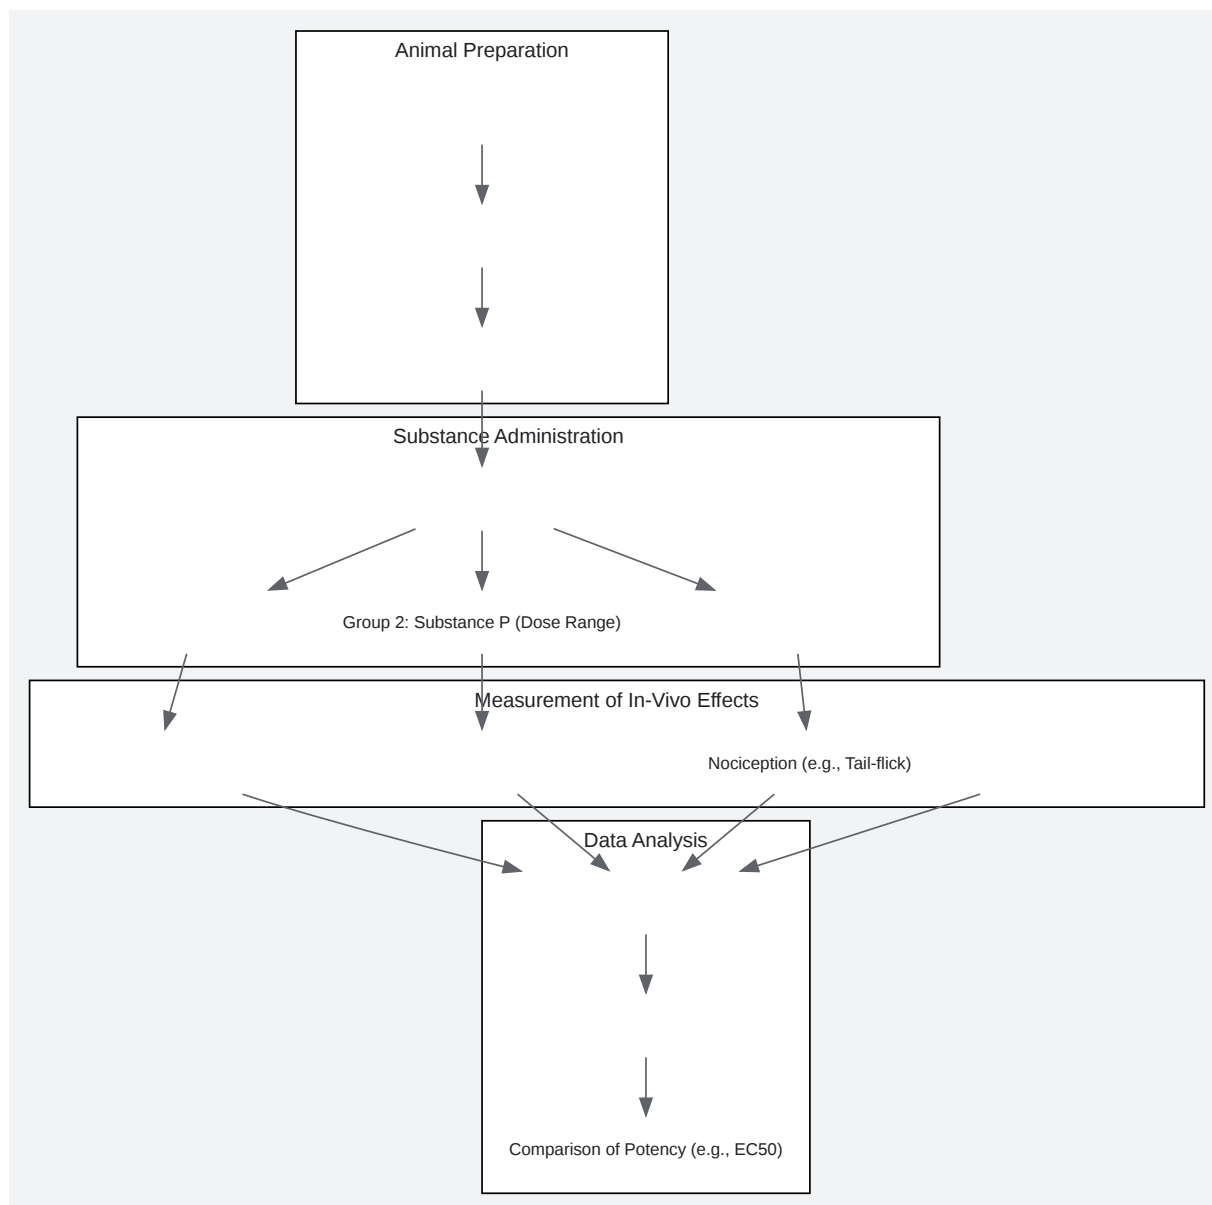 Animal Preparation
Substance Administration
Group 2: Substance P (Dose Range)
Measurement of In-Vivo Effects
Nociception (e.g., Tail-flick)
Data Analysis
Comparison of Potency (e.g., EC50)